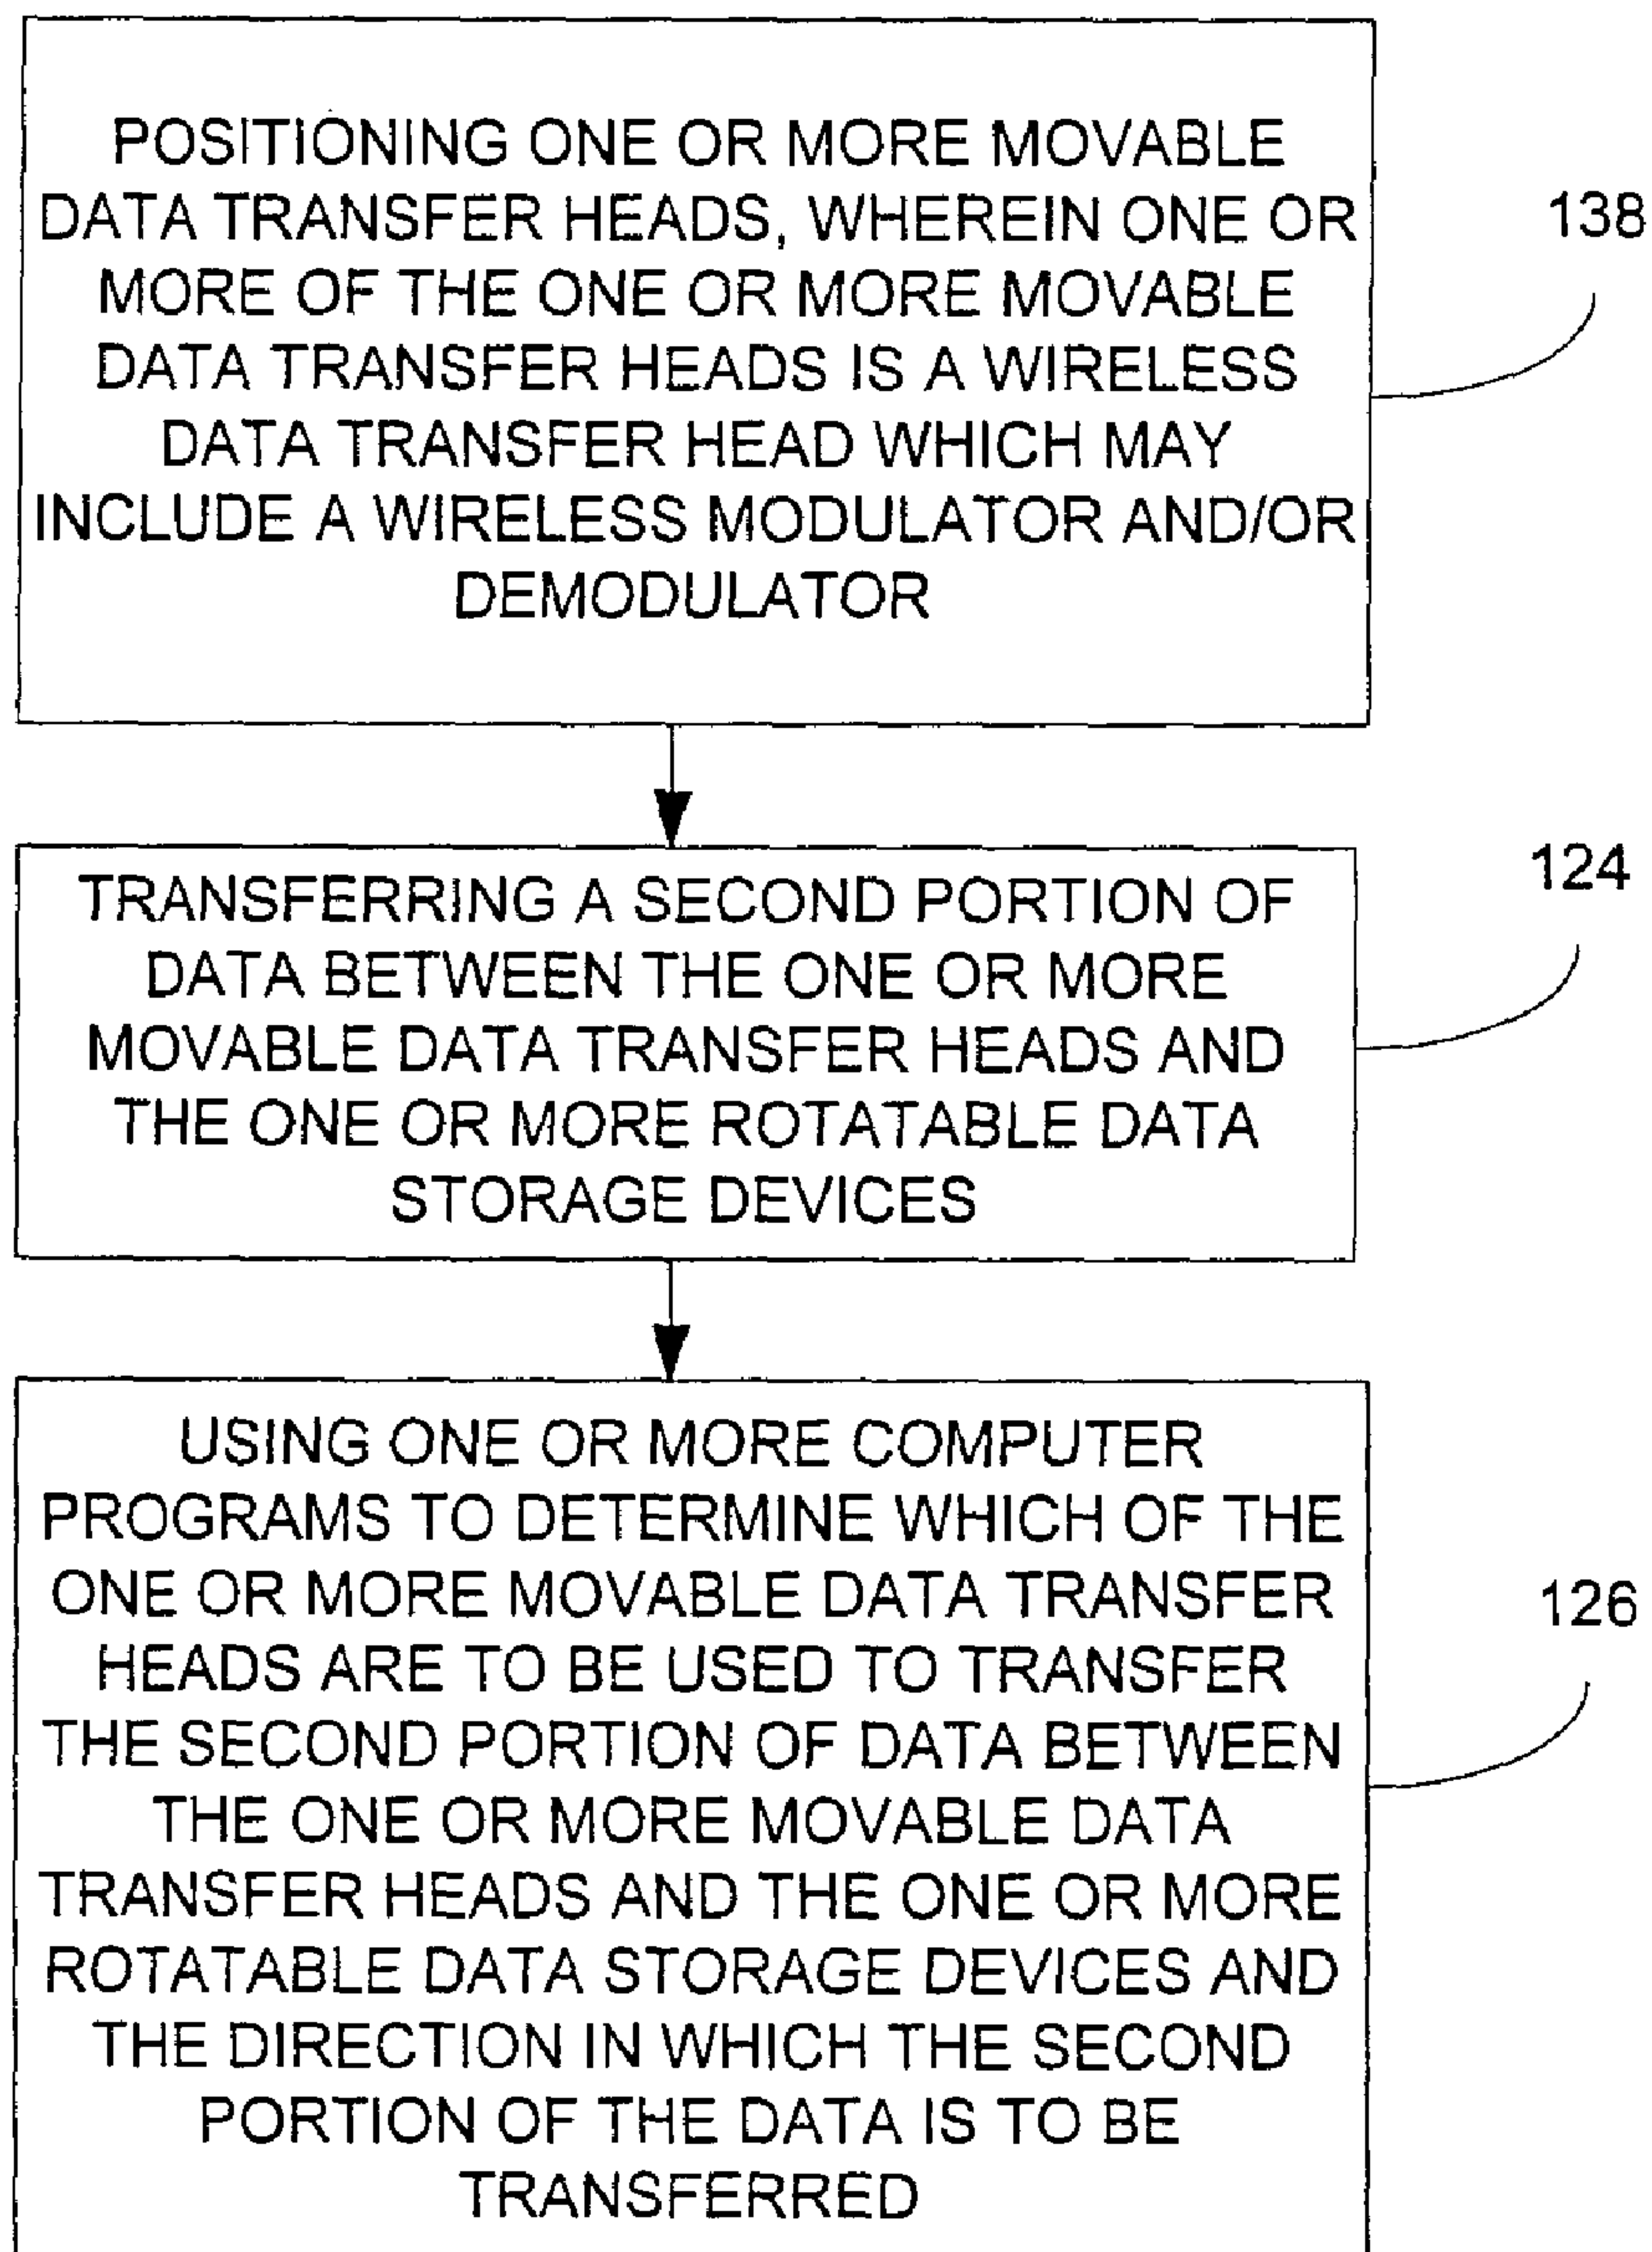 POSITIONING ONE OR MORE MOVABLE
DATA TRANSFER HEADS, WHEREIN ONE OR
MORE OF THE ONE OR MORE MOVABLE
DATA TRANSFER HEADS IS A WIRELESS
DATA TRANSFER HEAD WHICH MAY
INCLUDE A WIRELESS MODULATOR AND/OR
DEMODULATOR
138
TRANSFERRING A SECOND PORTION OF
DATA BETWEEN THE ONE OR MORE
MOVABLE DATA TRANSFER HEADS AND
THE ONE OR MORE ROTATABLE DATA
STORAGE DEVICES
124
USING ONE OR MORE COMPUTER
PROGRAMS TO DETERMINE WHICH OF THE
ONE OR MORE MOVABLE DATA TRANSFER
HEADS ARE TO BE USED TO TRANSFER
THE SECOND PORTION OF DATA BETWEEN
THE ONE OR MORE MOVABLE DATA
TRANSFER HEADS AND THE ONE OR MORE
ROTATABLE DATA STORAGE DEVICES AND
THE DIRECTION IN WHICH THE SECOND
PORTION OF THE DATA IS TO BE
TRANSFERRED
126